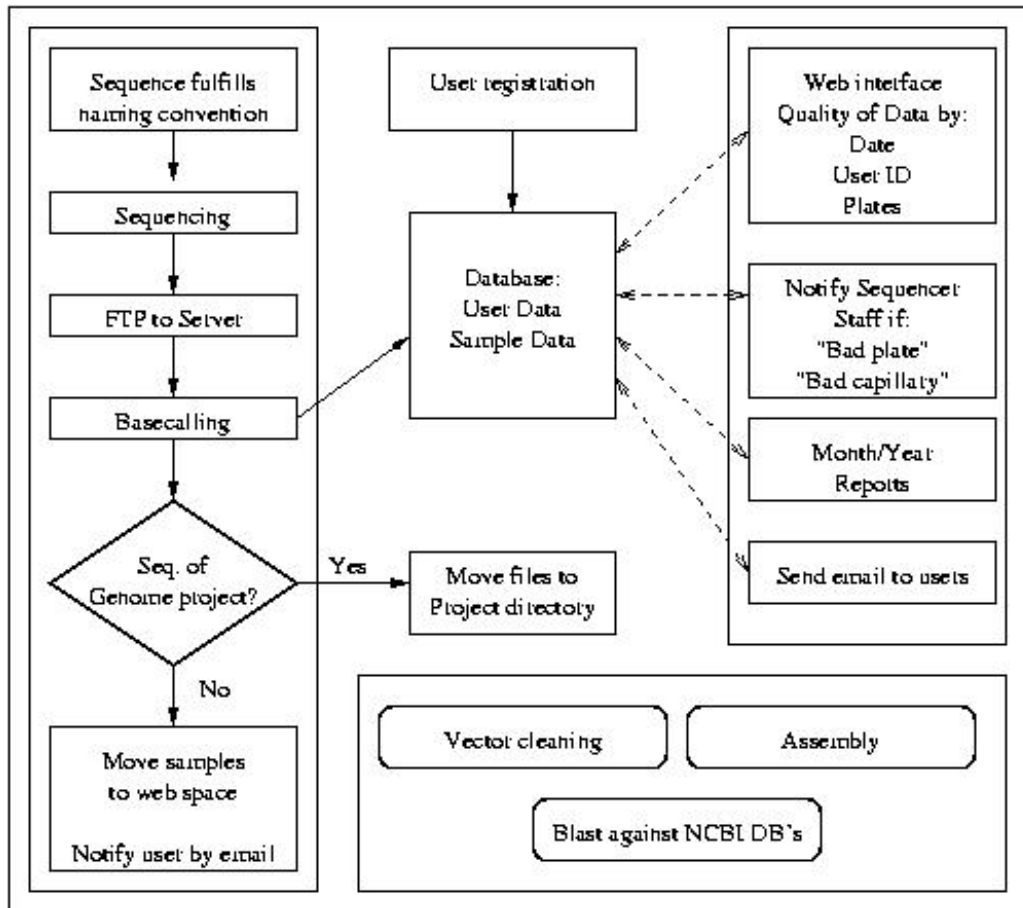 Sequence fulfills
naming convention
Sequencing
FTP to Server
Basecalling
Seq. of
Genome project?
Yes
No
Move samples
to web space
Notify user by email
User registration
Database:
User Data
Sample Data
Move files to
Project directory
Web interface
Quality of Data by:
Date
User ID
Plates
Notify Sequencer
Staff if:
"Bad plate"
"Bad capillary"
Month/Year
Reports
Send email to users
Vector cleaning
Assembly
Blast against NCBI DB's